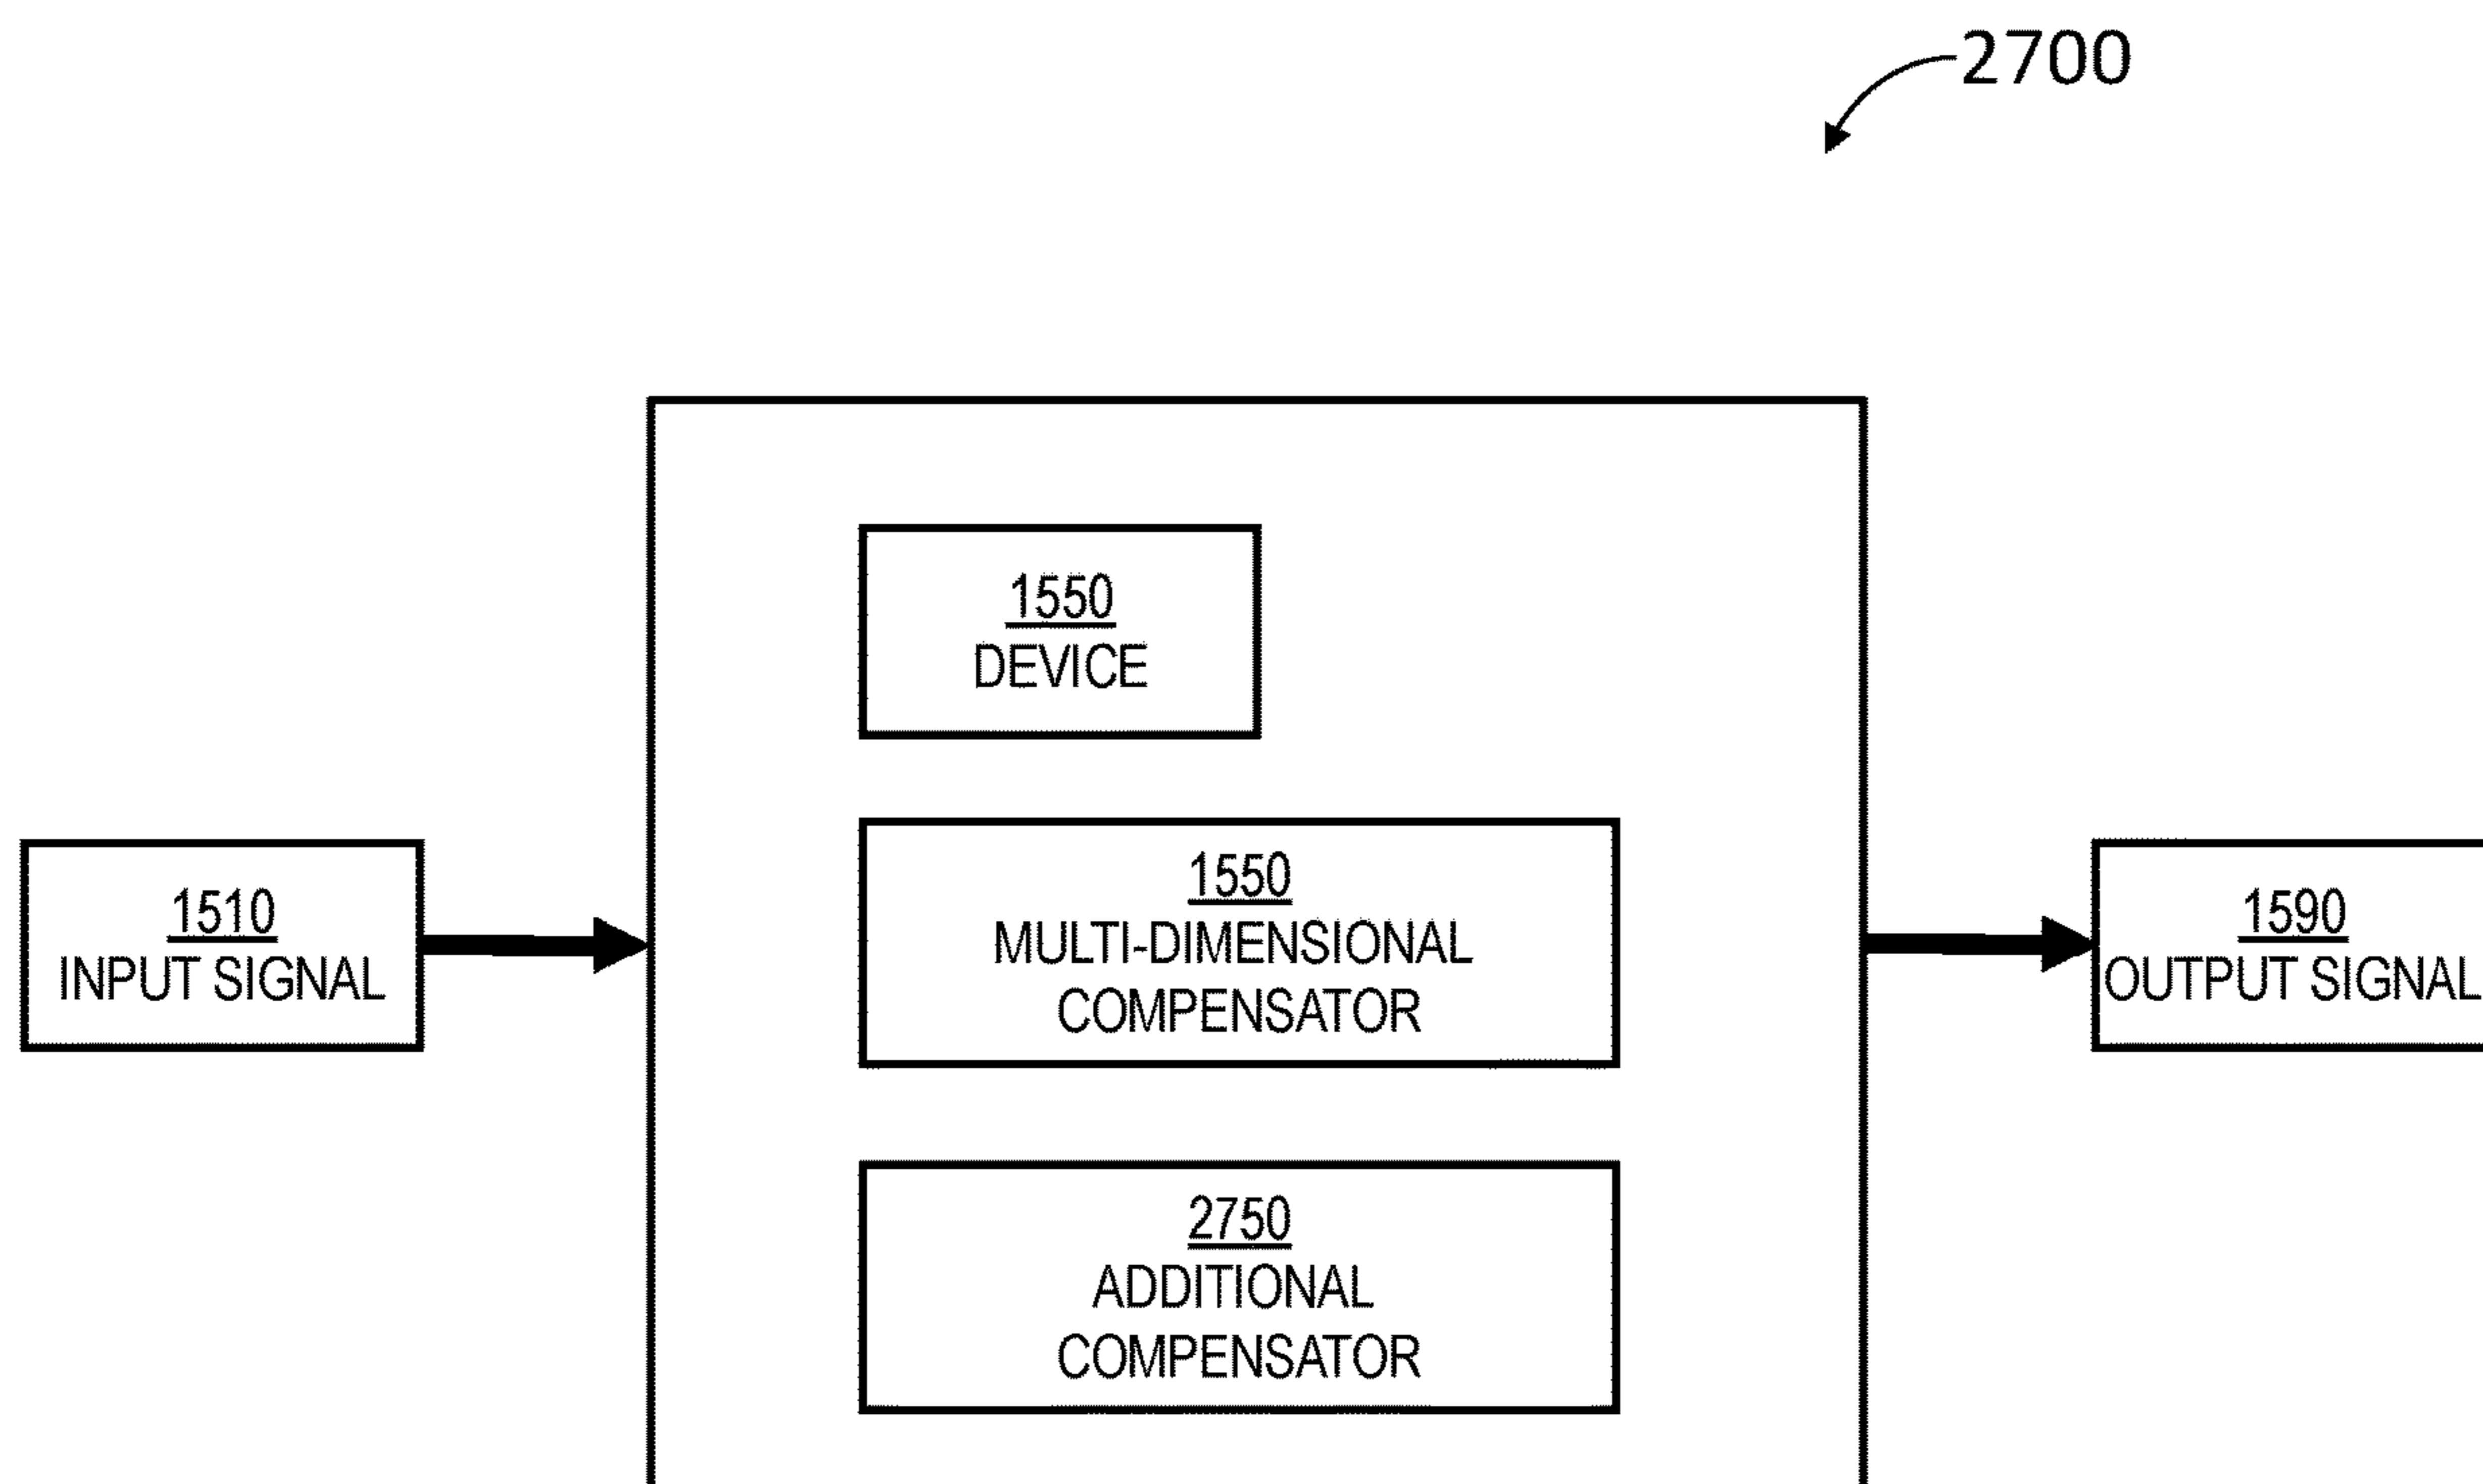 2700
1550
DEVICE
1510
INPUT SIGNAL
1550
MULTI-DIMENSIONAL
COMPENSATOR
1590
OUTPUT SIGNAL
2750
ADDITIONAL
COMPENSATOR